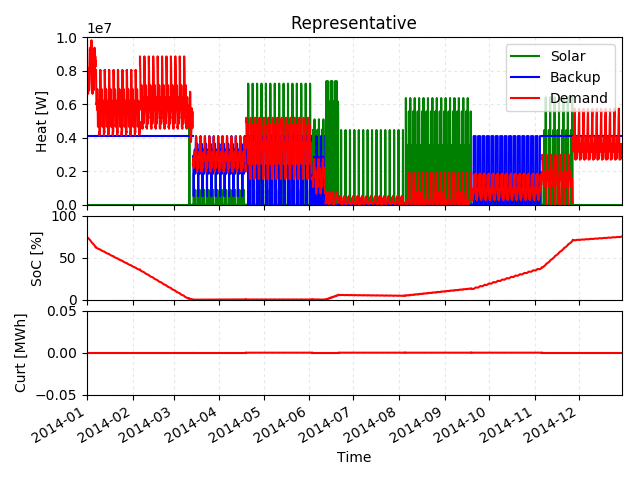 Representative
1e7
1.0
0.8
0.6
0.4
0.2
0.0
Heat [W]
Solar
Backup
Demand
100
50
0
SoC [%]
0.05
0.00
−0.05
Curt [MWh]
2014-01
2014-02
2014-03
2014-04
2014-05
2014-06
2014-07
2014-08
2014-09
2014-10
2014-11
2014-12
Time